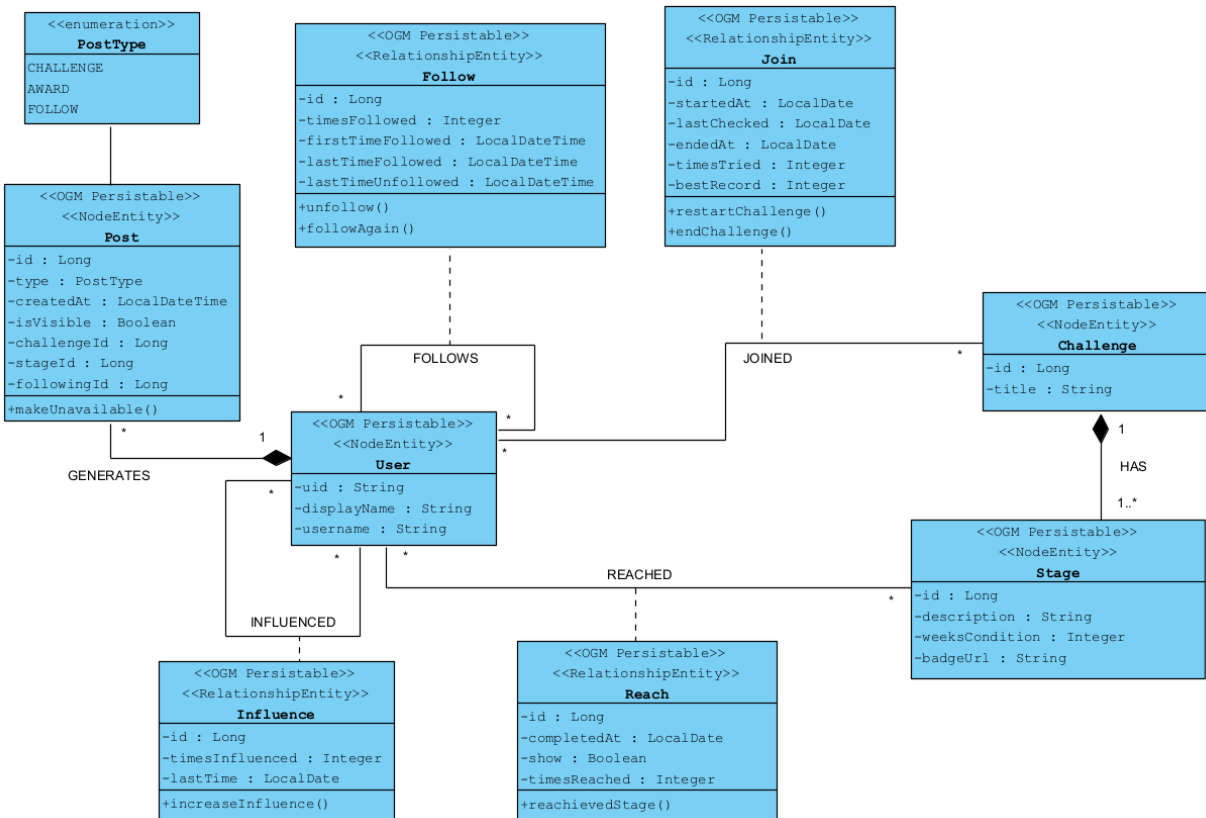 <<enumeration>>
PostType
CHALLENGE
AWARD
FOLLOW
<<OGM Persistable>>
<<RelationshipEntity>>
Follow
-id : Long
-timesFollowed : Integer
-firstTimeFollowed : LocalDateTime
-lastTimeFollowed : LocalDateTime
-lastTimeUnfollowed : LocalDateTime
+unfollow()
+followAgain()
<<OGM Persistable>>
<<RelationshipEntity>>
Join
-id : Long
-startedAt : LocalDate
-lastChecked : LocalDate
-endedAt : LocalDate
-timesTried : Integer
-bestRecord : Integer
+restartChallenge()
+endChallenge()
<<OGM Persistable>>
<<NodeEntity>>
Post
-id : Long
-type : PostType
-createdAt : LocalDateTime
-isVisible : Boolean
-challengeId : Long
-stageId : Long
-followingId : Long
+makeUnavailable()
*
1
GENERATES
FOLLOWS
*
*
JOINED
*
*
<<OGM Persistable>>
<<NodeEntity>>
Challenge
-id : Long
-title : String
1
HAS
1..*
<<OGM Persistable>>
<<NodeEntity>>
User
-uid : String
-displayName : String
-username : String
*
*
INFLUENCED
*
REACHED
*
<<OGM Persistable>>
<<NodeEntity>>
Stage
-id : Long
-description : String
-weeksCondition : Integer
-badgeUrl : String
<<OGM Persistable>>
<<RelationshipEntity>>
Influence
-id : Long
-timesInfluenced : Integer
-lastTime : LocalDate
+increaseInfluence()
<<OGM Persistable>>
<<RelationshipEntity>>
Reach
-id : Long
-completedAt : LocalDate
-show : Boolean
-timesReached : Integer
+reachievedStage()